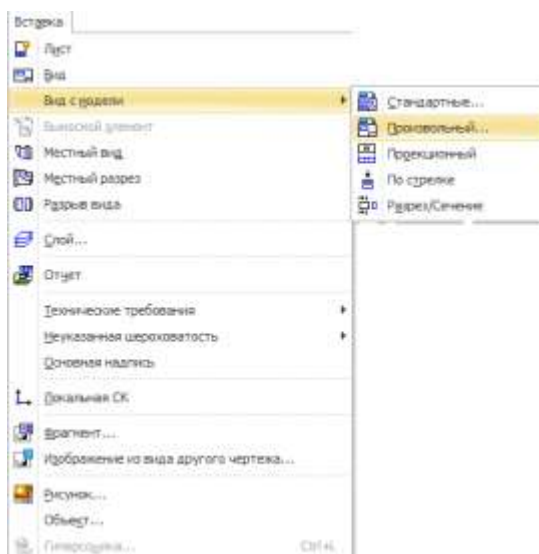 Вставка
Лист
Вид
Вид с модели
Выносной элемент
Местный вид
Местный разрез
Разрыв вида
Слой...
Отчет
Технические требования
Неуказанная шероховатость
Основная надпись
Локальная СК
Фрагмент...
Изображение из вида другого чертежа...
Рисунок...
Объект...
Гиперссылка...
Ctrl+K
Стандартные...
Произвольный...
Проекционный
По стрелке
Разрез/Сечение